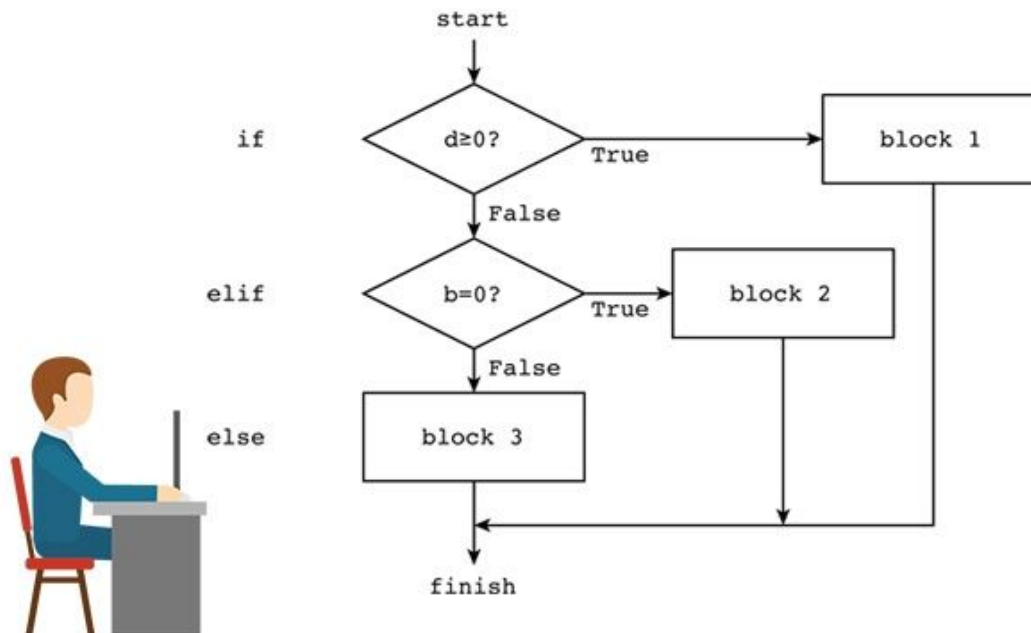 start
if
d≥0?
True
block 1
False
elif
b=0?
True
block 2
False
else
block 3
finish